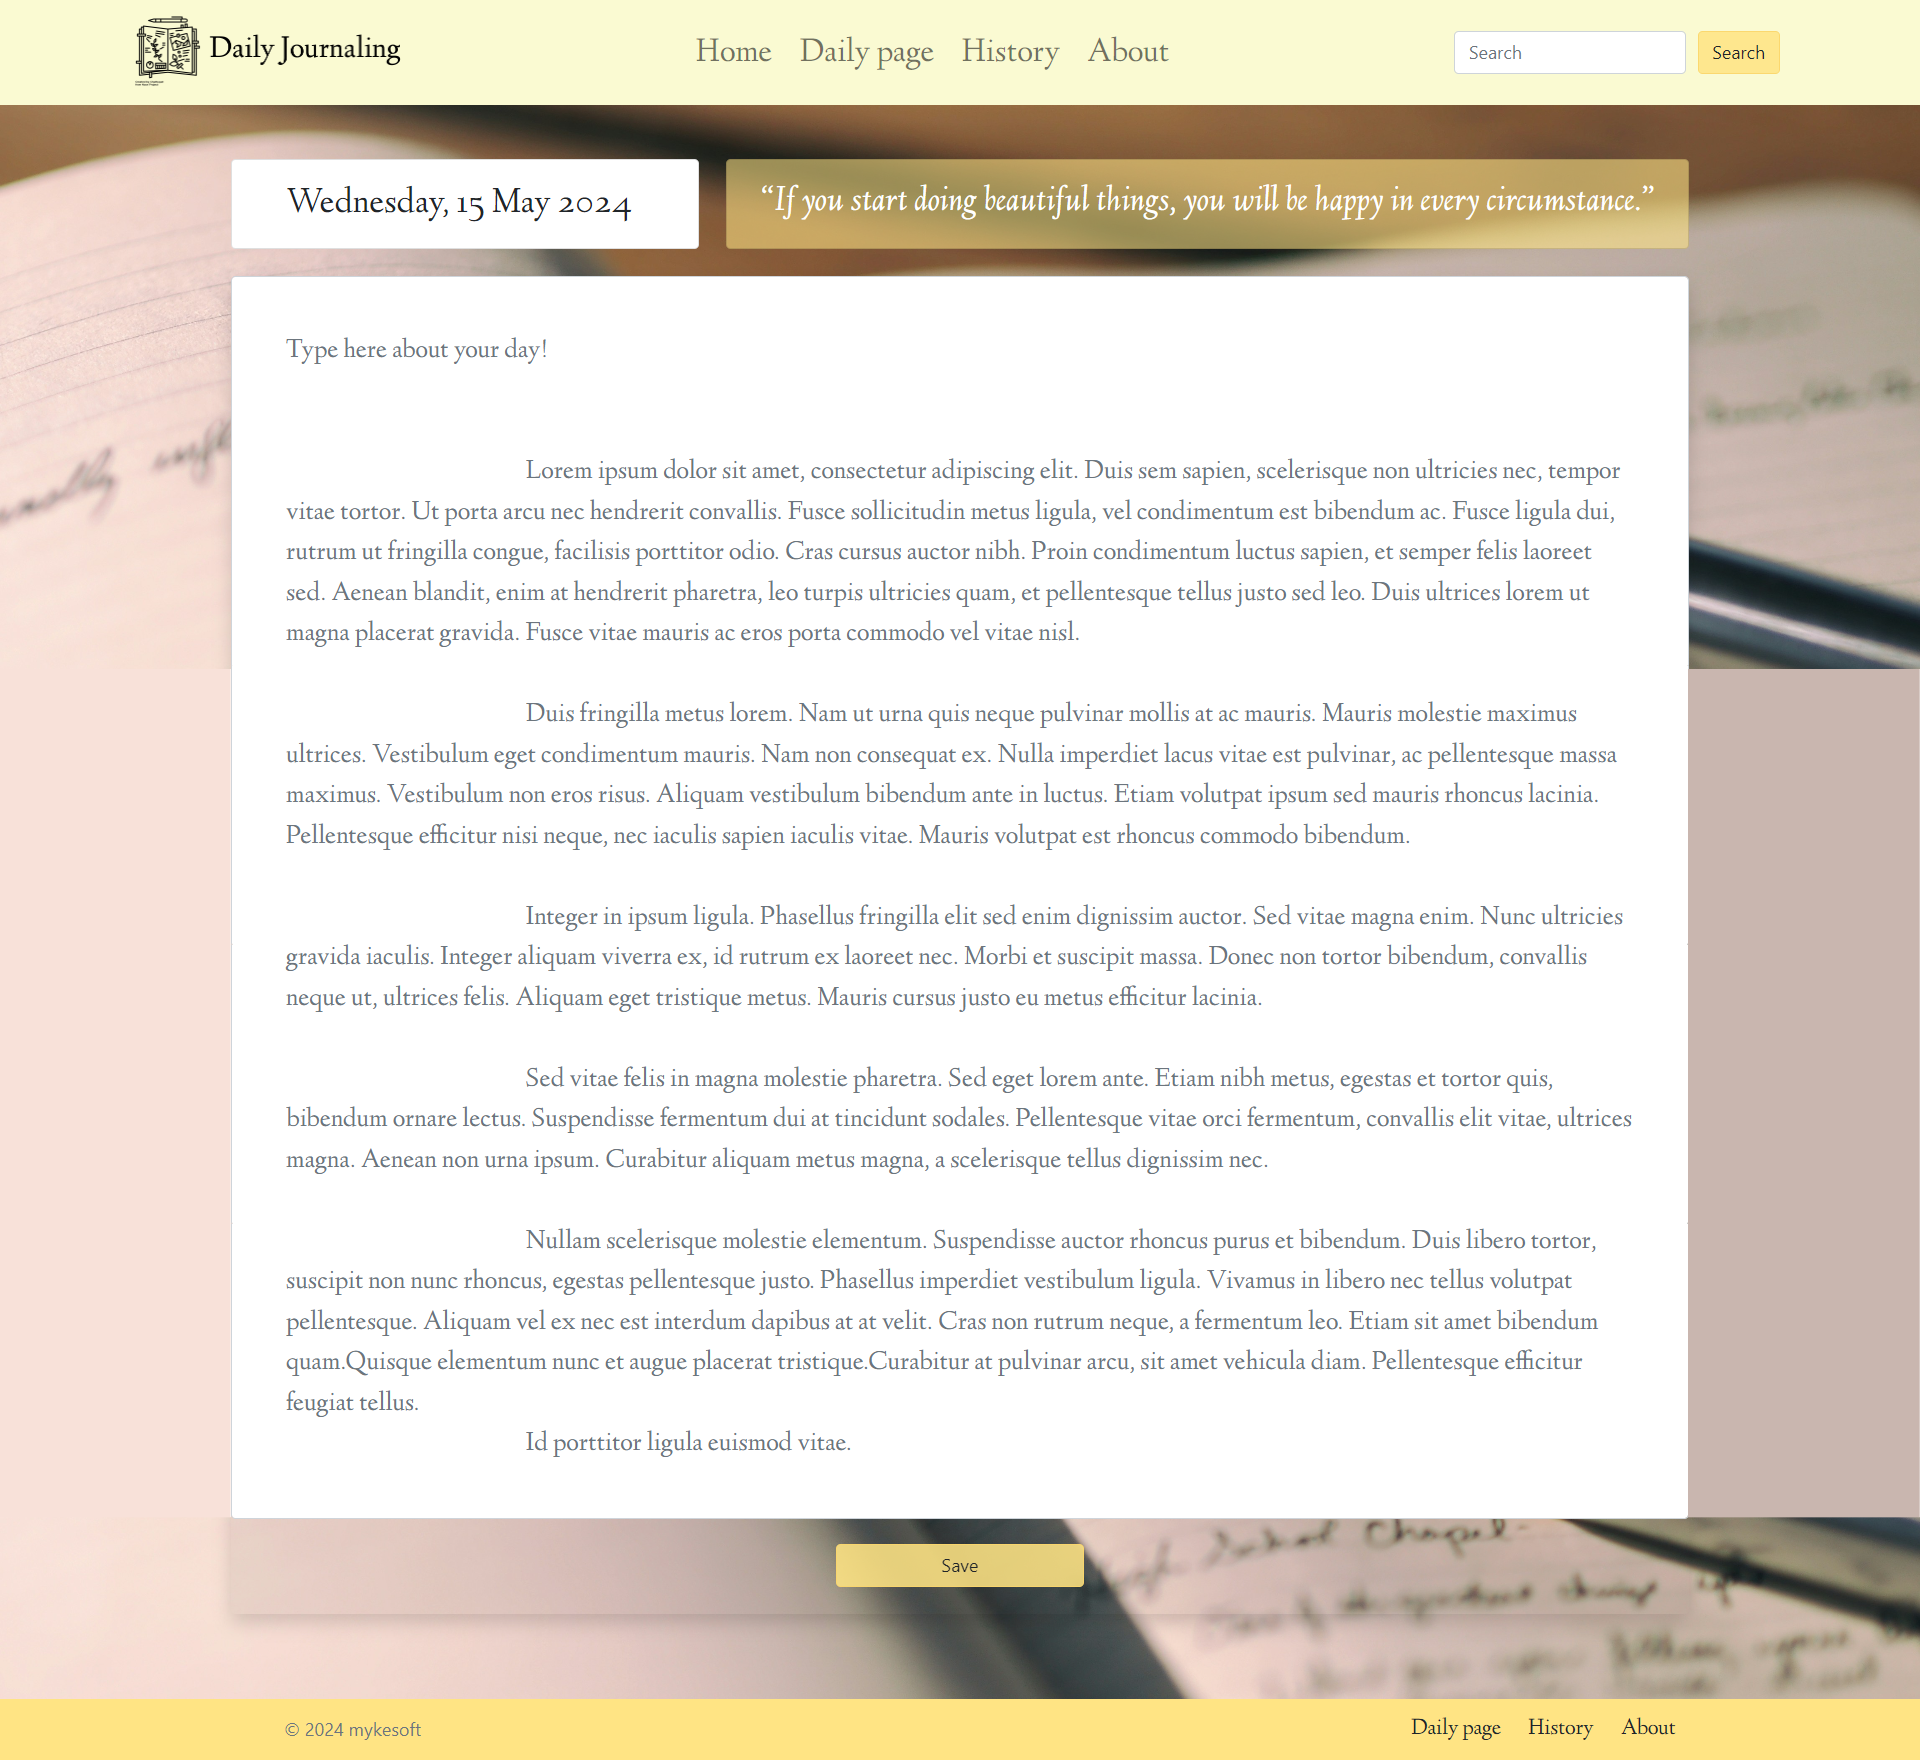 Daily Journaling
Home Daily page History About
Search Search
Wednesday, 15 May 2024
“If you start doing beautiful things, you will be happy in every circumstance.”
Type here about your day!
Lorem ipsum dolor sit amet, consectetur adipiscing elit. Duis sem sapien, scelerisque non ultricies nec, tempor
vitae tortor. Ut porta arcu nec hendrerit convallis. Fusce sollicitudin metus ligula, vel condimentum est bibendum ac. Fusce ligula dui,
rutrum ut fringilla congue, facilisis porttitor odio. Cras cursus auctor nibh. Proin condimentum luctus sapien, et semper felis laoreet
sed. Aenean blandit, enim at hendrerit pharetra, leo turpis ultricies quam, et pellentesque tellus justo sed leo. Duis ultrices lorem ut
magna placerat gravida. Fusce vitae mauris ac eros porta commodo vel vitae nisl.
Duis fringilla metus lorem. Nam ut urna quis neque pulvinar mollis at ac mauris. Mauris molestie maximus
ultrices. Vestibulum eget condimentum mauris. Nam non consequat ex. Nulla imperdiet lacus vitae est pulvinar, ac pellentesque massa
maximus. Vestibulum non eros risus. Aliquam vestibulum bibendum ante in luctus. Etiam volutpat ipsum sed mauris rhoncus lacinia.
Pellentesque efficitur nisi neque, nec iaculis sapien iaculis vitae. Mauris volutpat est rhoncus commodo bibendum.
Integer in ipsum ligula. Phasellus fringilla elit sed enim dignissim auctor. Sed vitae magna enim. Nunc ultricies
gravida iaculis. Integer aliquam viverra ex, id rutrum ex laoreet nec. Morbi et suscipit massa. Donec non tortor bibendum, convallis
neque ut, ultrices felis. Aliquam eget tristique metus. Mauris cursus justo eu metus efficitur lacinia.
Sed vitae felis in magna molestie pharetra. Sed eget lorem ante. Etiam nibh metus, egestas et tortor quis,
bibendum ornare lectus. Suspendisse fermentum dui at tincidunt sodales. Pellentesque vitae orci fermentum, convallis elit vitae, ultrices
magna. Aenean non urna ipsum. Curabitur aliquam metus magna, a scelerisque tellus dignissim nec.
Nullam scelerisque molestie elementum. Suspendisse auctor rhoncus purus et bibendum. Duis libero tortor,
suscipit non nunc rhoncus, egestas pellentesque justo. Phasellus imperdiet vestibulum ligula. Vivamus in libero nec tellus volutpat
pellentesque. Aliquam vel ex nec est interdum dapibus at at velit. Cras non rutrum neque, a fermentum leo. Etiam sit amet bibendum
quam.Quisque elementum nunc et augue placerat tristique.Curabitur at pulvinar arcu, sit amet vehicula diam. Pellentesque efficitur
feugiat tellus.
Id porttitor ligula euismod vitae.
Save
© 2024 mykesoft
Daily page History About